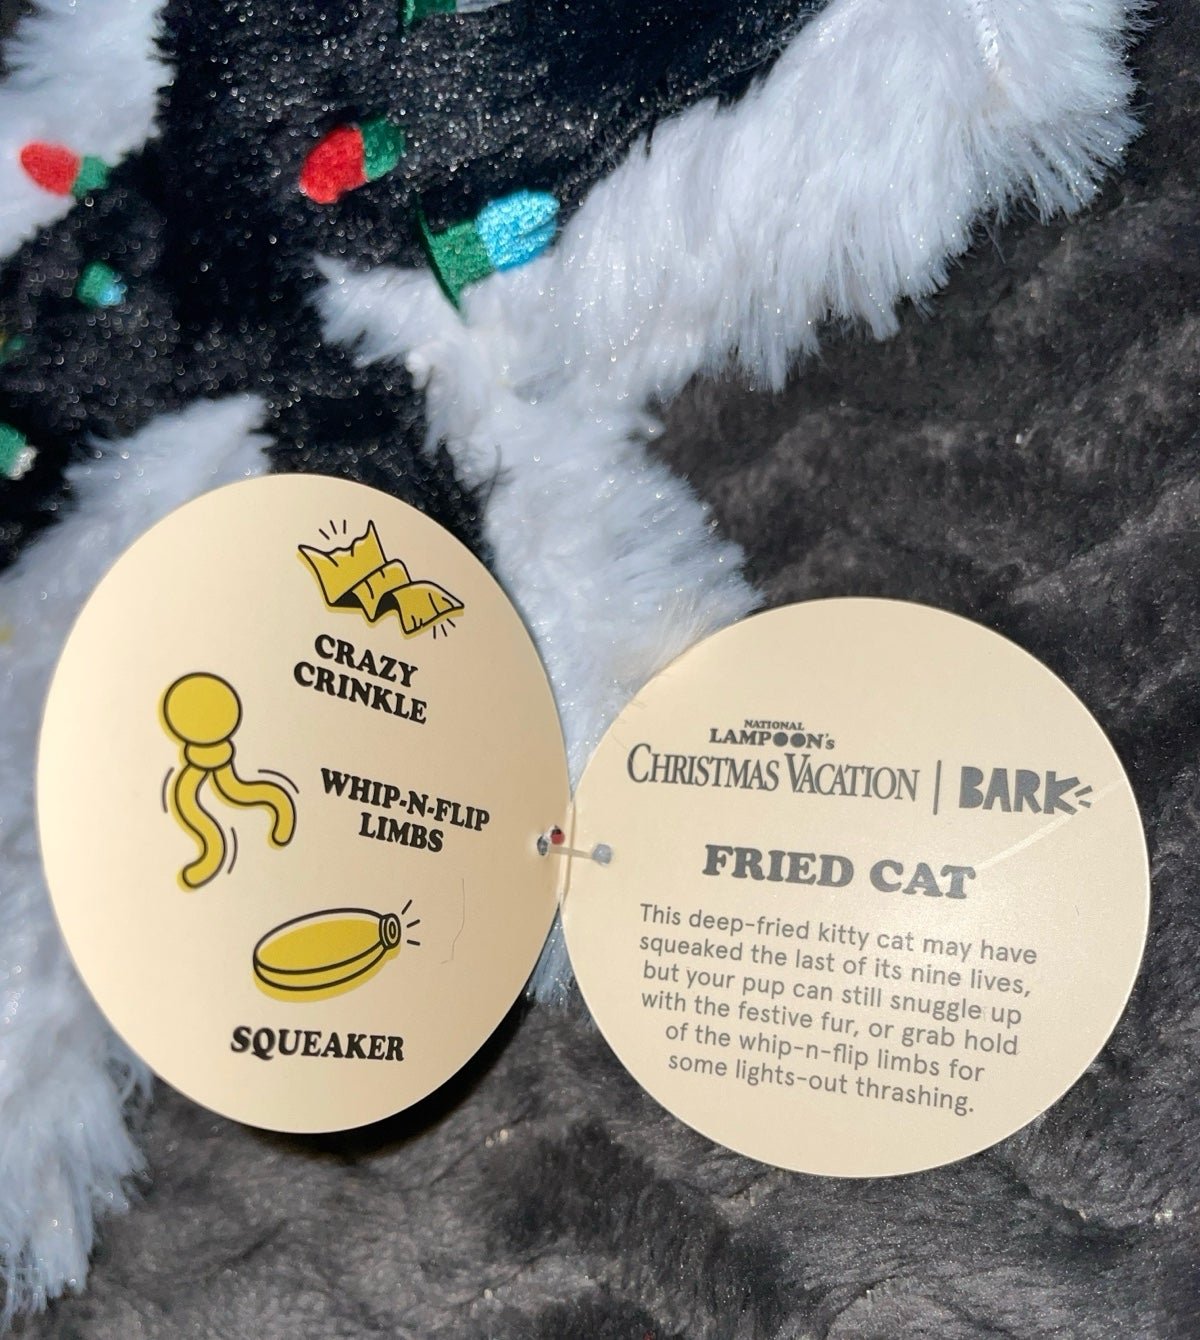 CRAZY
CRINKLE
WHIP-N-FLIP
LIMBS
SQUEAKER
NATIONAL
LAMPOON's
CHRISTMAS VACATION | BARK
FRIED CAT
This deep-fried kitty cat may have
squeaked the last of its nine lives,
but your pup can still snuggle up
with the festive fur, or grab hold
of the whip-n-flip limbs for
some lights-out thrashing.